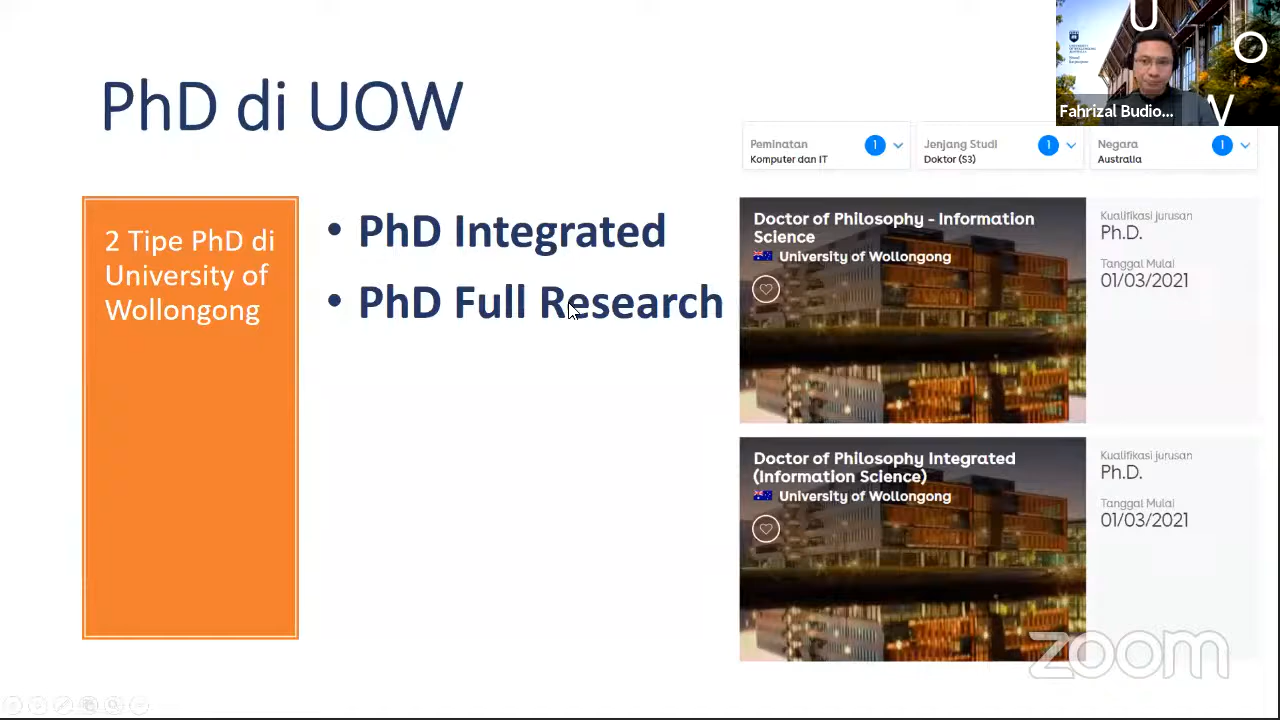 PhD di UOW
2 Tipe PhD di
University of
Wollongong
• PhD Integrated
• PhD Full Research
U
O
V
Fahrizal Budio...
Peminatan
Komputer dan IT
1
Jenjang Studi
Doktor (S3)
1
Negara
Australia
1
Doctor of Philosophy - Information
Science
University of Wollongong
Kualifikasi jurusan
Ph.D.
Tanggal Mulai
01/03/2021
Doctor of Philosophy Integrated
(Information Science)
University of Wollongong
Kualifikasi jurusan
Ph.D.
Tanggal Mulai
01/03/2021
zoom